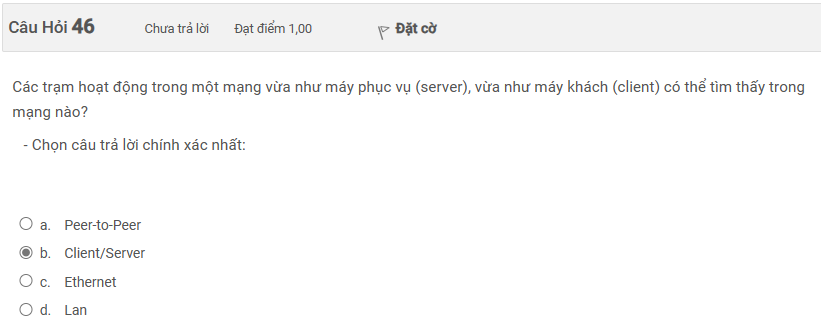 Câu Hỏi 46 Chưa trả lời Đạt điểm 1,00 Đặt cờ
Các trạm hoạt động trong một mạng vừa như máy phục vụ (server), vừa như máy khách (client) có thể tìm thấy trong
mạng nào?
- Chọn câu trả lời chính xác nhất:
a. Peer-to-Peer
b. Client/Server
c. Ethernet
d. Lan